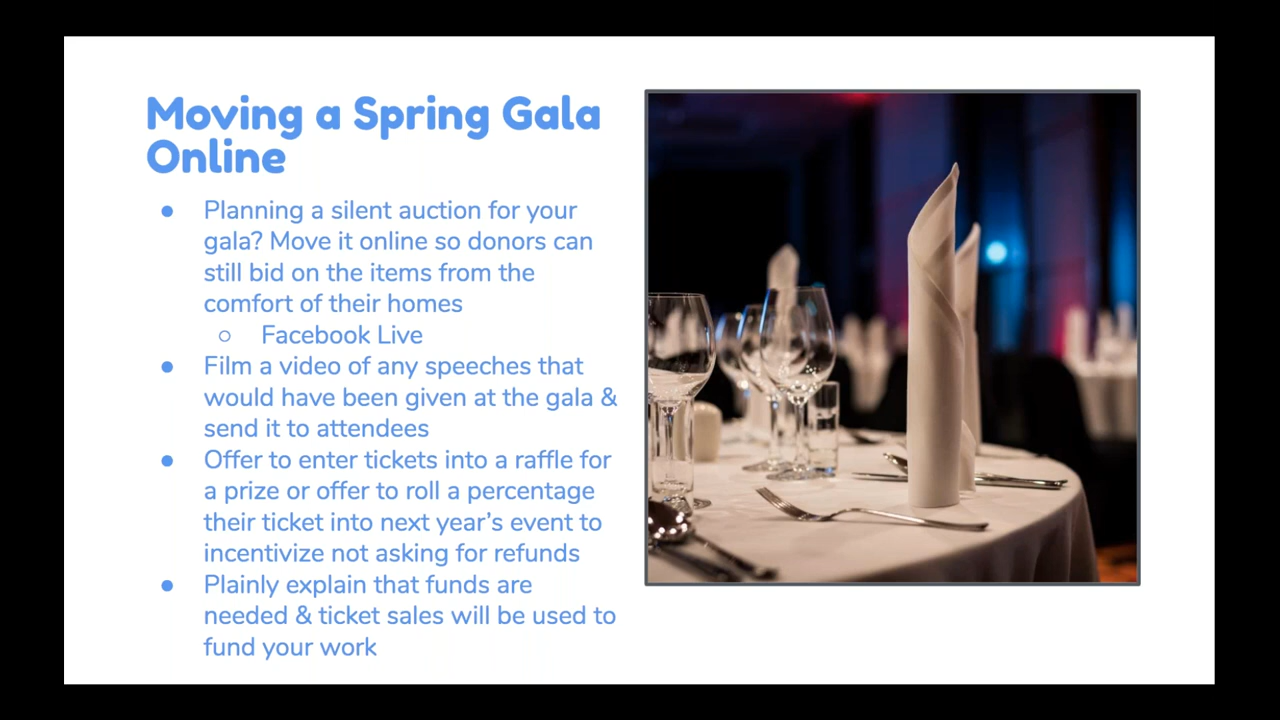 Moving a Spring Gala
Online
● Planning a silent auction for your
gala? Move it online so donors can
still bid on the items from the
comfort of their homes
○ Facebook Live
● Film a video of any speeches that
would have been given at the gala &
send it to attendees
● Offer to enter tickets into a raffle for
a prize or offer to roll a percentage
their ticket into next year’s event to
incentivize not asking for refunds
● Plainly explain that funds are
needed & ticket sales will be used to
fund your work